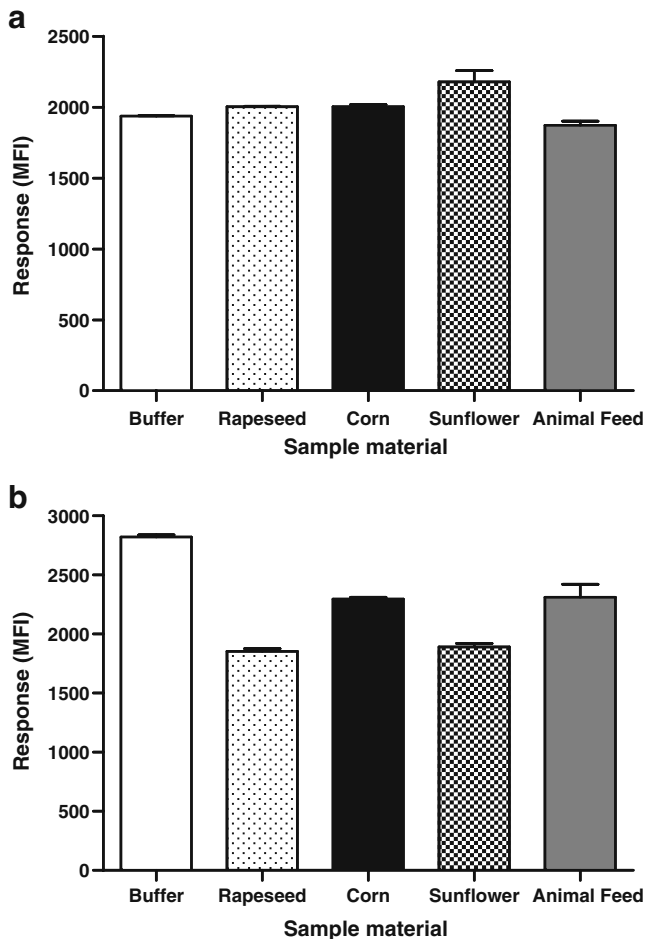 a
Response (MFI)
2500
2000
1500
1000
500
0
Buffer Rapeseed Corn Sunflower Animal Feed
Sample material
b
Response (MFI)
3000
2500
2000
1500
1000
500
0
Buffer Rapeseed Corn Sunflower Animal Feed
Sample material